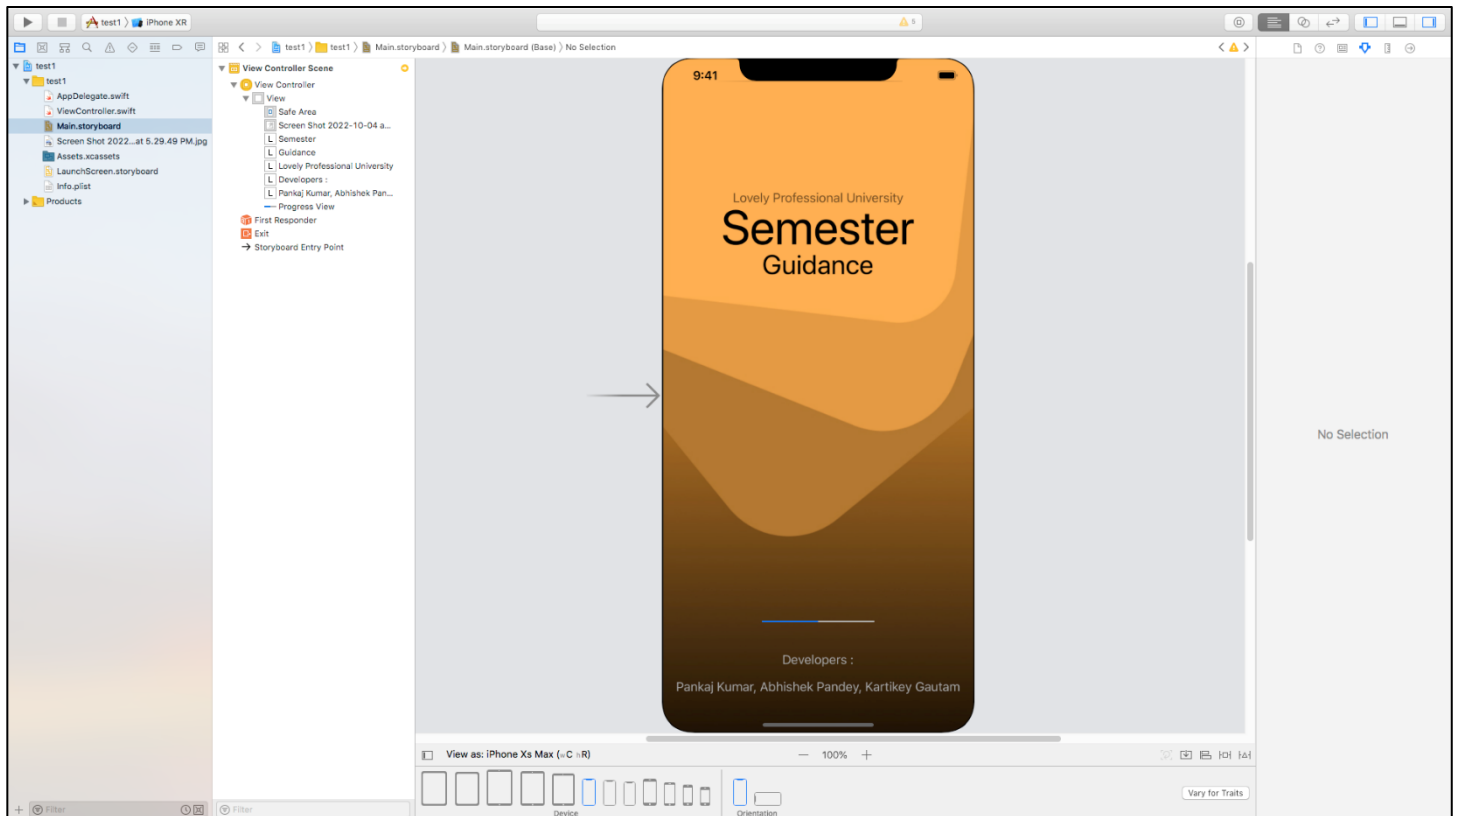 test1 iPhone XR
5
test1 test1 Main.storyboard Main.storyboard (Base) No Selection
test1
test1
AppDelegate.swift
ViewController.swift
Main.storyboard
Screen Shot 2022...at 5.29.49 PM.jpg
Assets.xcassets
LaunchScreen.storyboard
Info.plist
Products
View Controller Scene
View Controller
View
Safe Area
Screen Shot 2022-10-04 a...
L Semester
L Guidance
L Lovely Professional University
L Developers :
L Pankaj Kumar, Abhishek Pan...
Progress View
First Responder
Exit
Storyboard Entry Point
9:41
Lovely Professional University
Semester
Guidance
Developers :
Pankaj Kumar, Abhishek Pandey, Kartikey Gautam
No Selection
View as: iPhone Xs Max (wC hR)
100%
Vary for Traits
Device
Orientation
Filter
Filter